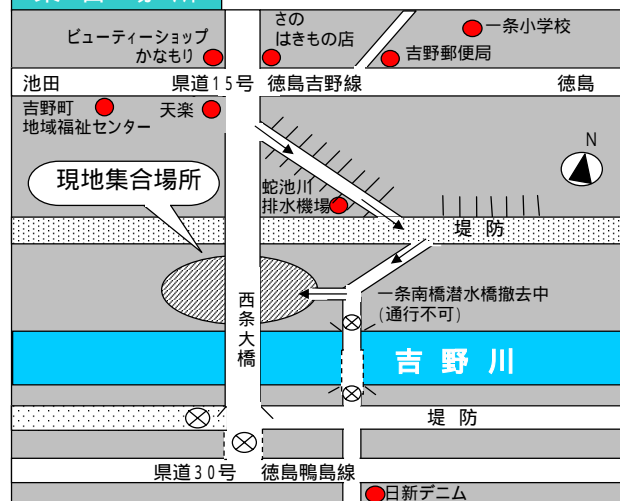 ビューティーショップ
かなもり
さの
はきもの店
一条小学校
吉野郵便局
池田
県道15号 徳島吉野線
徳島
吉野町
地域福祉センター
天楽
N
現地集合場所
蛇池川
排水機場
堤 防
西条大橋
一条南橋潜水橋撤去中
(通行不可)
吉 野 川
堤 防
県道30号 徳島鴨島線
日新デニム